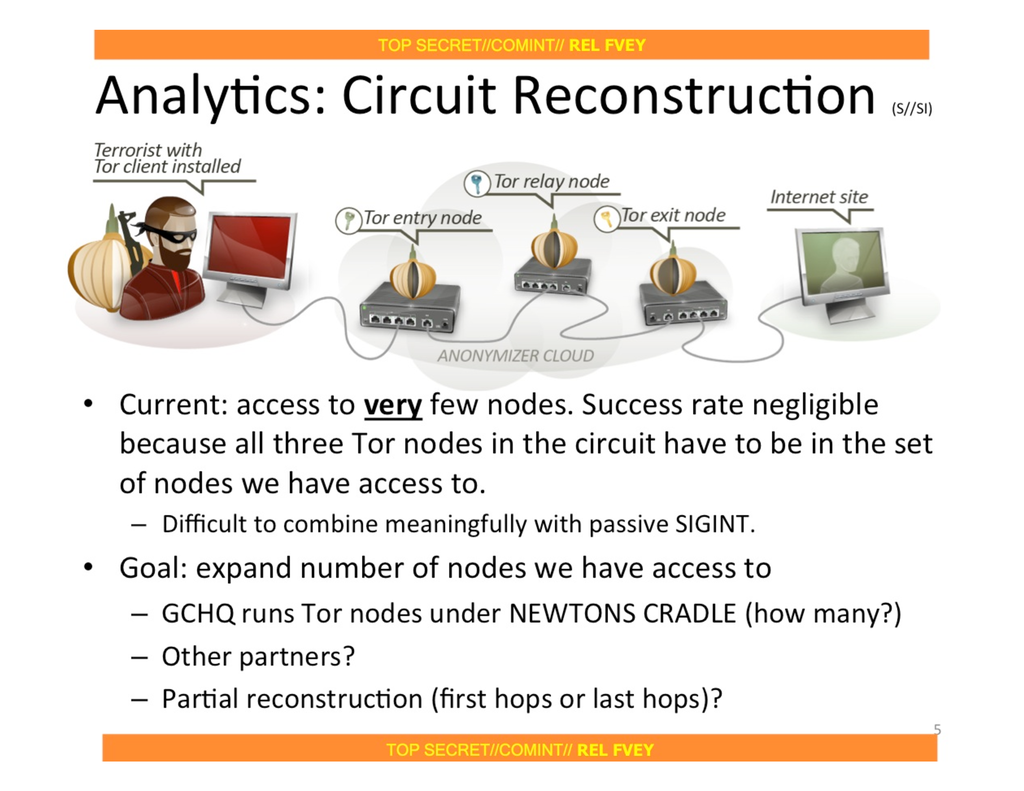 TOP SECRET//COMINT// REL FVEY
Analytics: Circuit Reconstruction (S//SI)
Terrorist with
Tor client installed
Tor relay node
Tor entry node
Tor exit node
Internet site
ANONYMIZER CLOUD
• Current: access to very few nodes. Success rate negligible
because all three Tor nodes in the circuit have to be in the set
of nodes we have access to.
– Difficult to combine meaningfully with passive SIGINT.
• Goal: expand number of nodes we have access to
– GCHQ runs Tor nodes under NEWTONS CRADLE (how many?)
– Other partners?
– Partial reconstruction (first hops or last hops)?
5
TOP SECRET//COMINT// REL FVEY